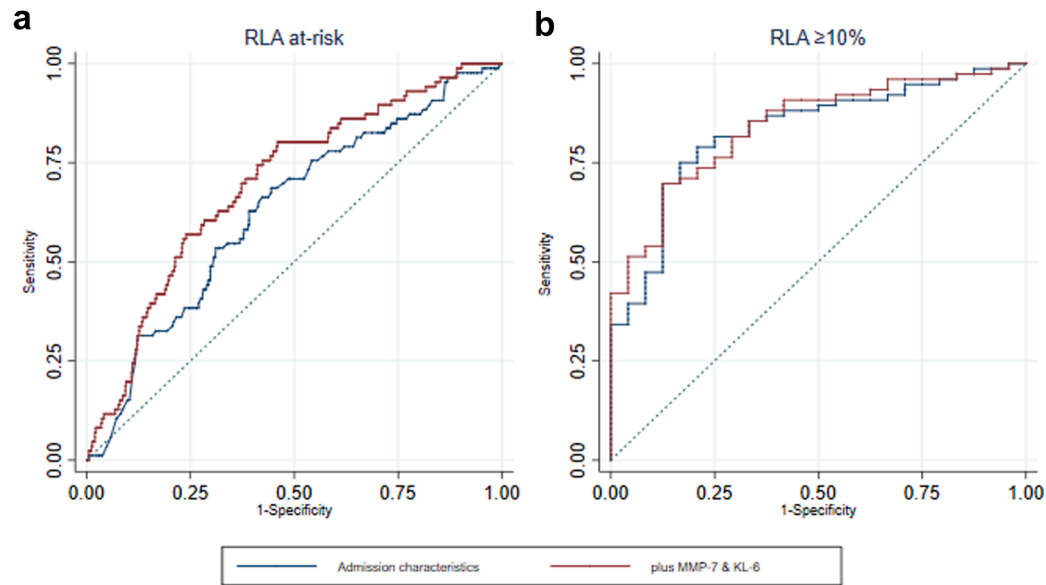 a
RLA at-risk
Sensitivity
1.00
0.75
0.50
0.25
0.00
0.00 0.25 0.50 0.75 1.00
1-Specificity
b
RLA ≥10%
Sensitivity
1.00
0.75
0.50
0.25
0.00
0.00 0.25 0.50 0.75 1.00
1-Specificity
Admission characteristics plus MMP-7 & KL-6